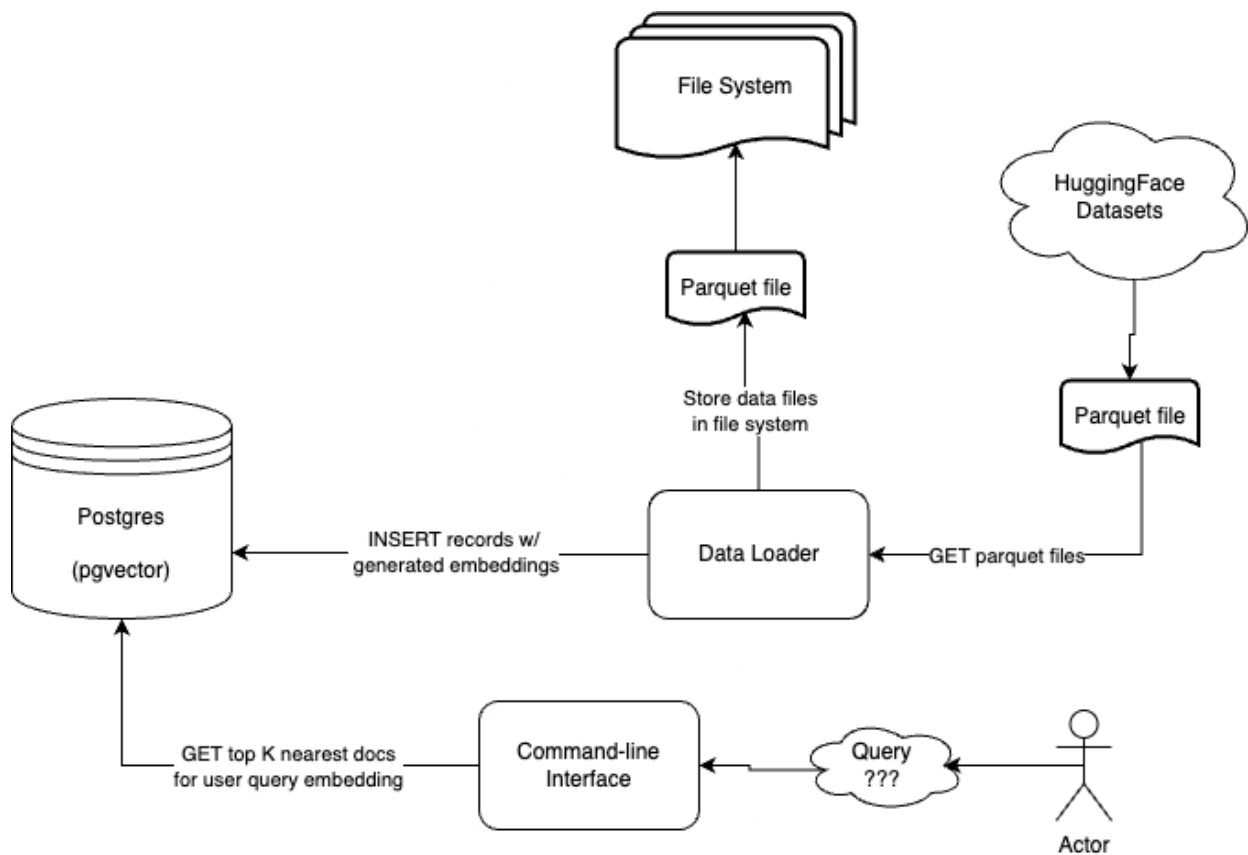 File System
HuggingFace
Datasets
Parquet file
Store data files
in file system
Parquet file
Postgres
(pgvector)
INSERT records w/
generated embeddings
Data Loader
GET parquet files
GET top K nearest docs
for user query embedding
Command-line
Interface
Query
???
Actor